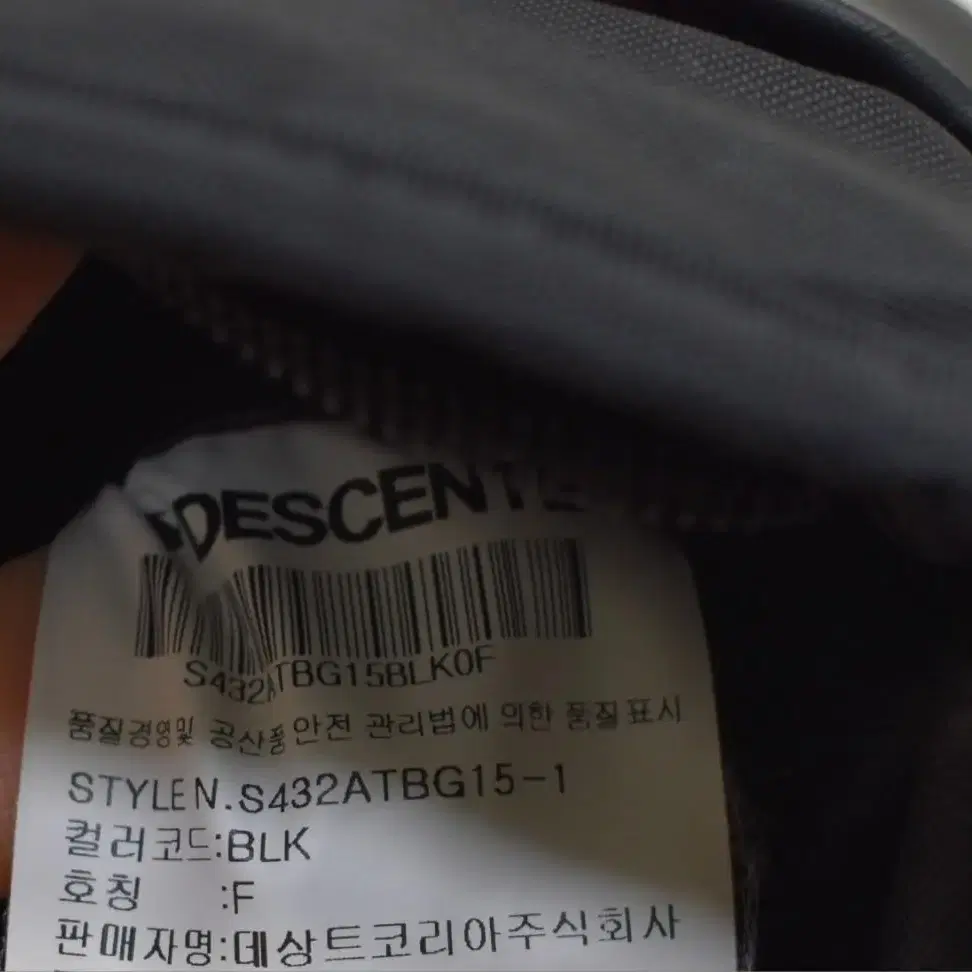 DESCENTE
S432ATBG15BLK0F
품질경영및 공산품안전 관리법에 의한 품질표시
STYLE N.S432ATBG15-1
컬러코드:BLK
호칭 :F
판매자명:데상트코리아주식회사